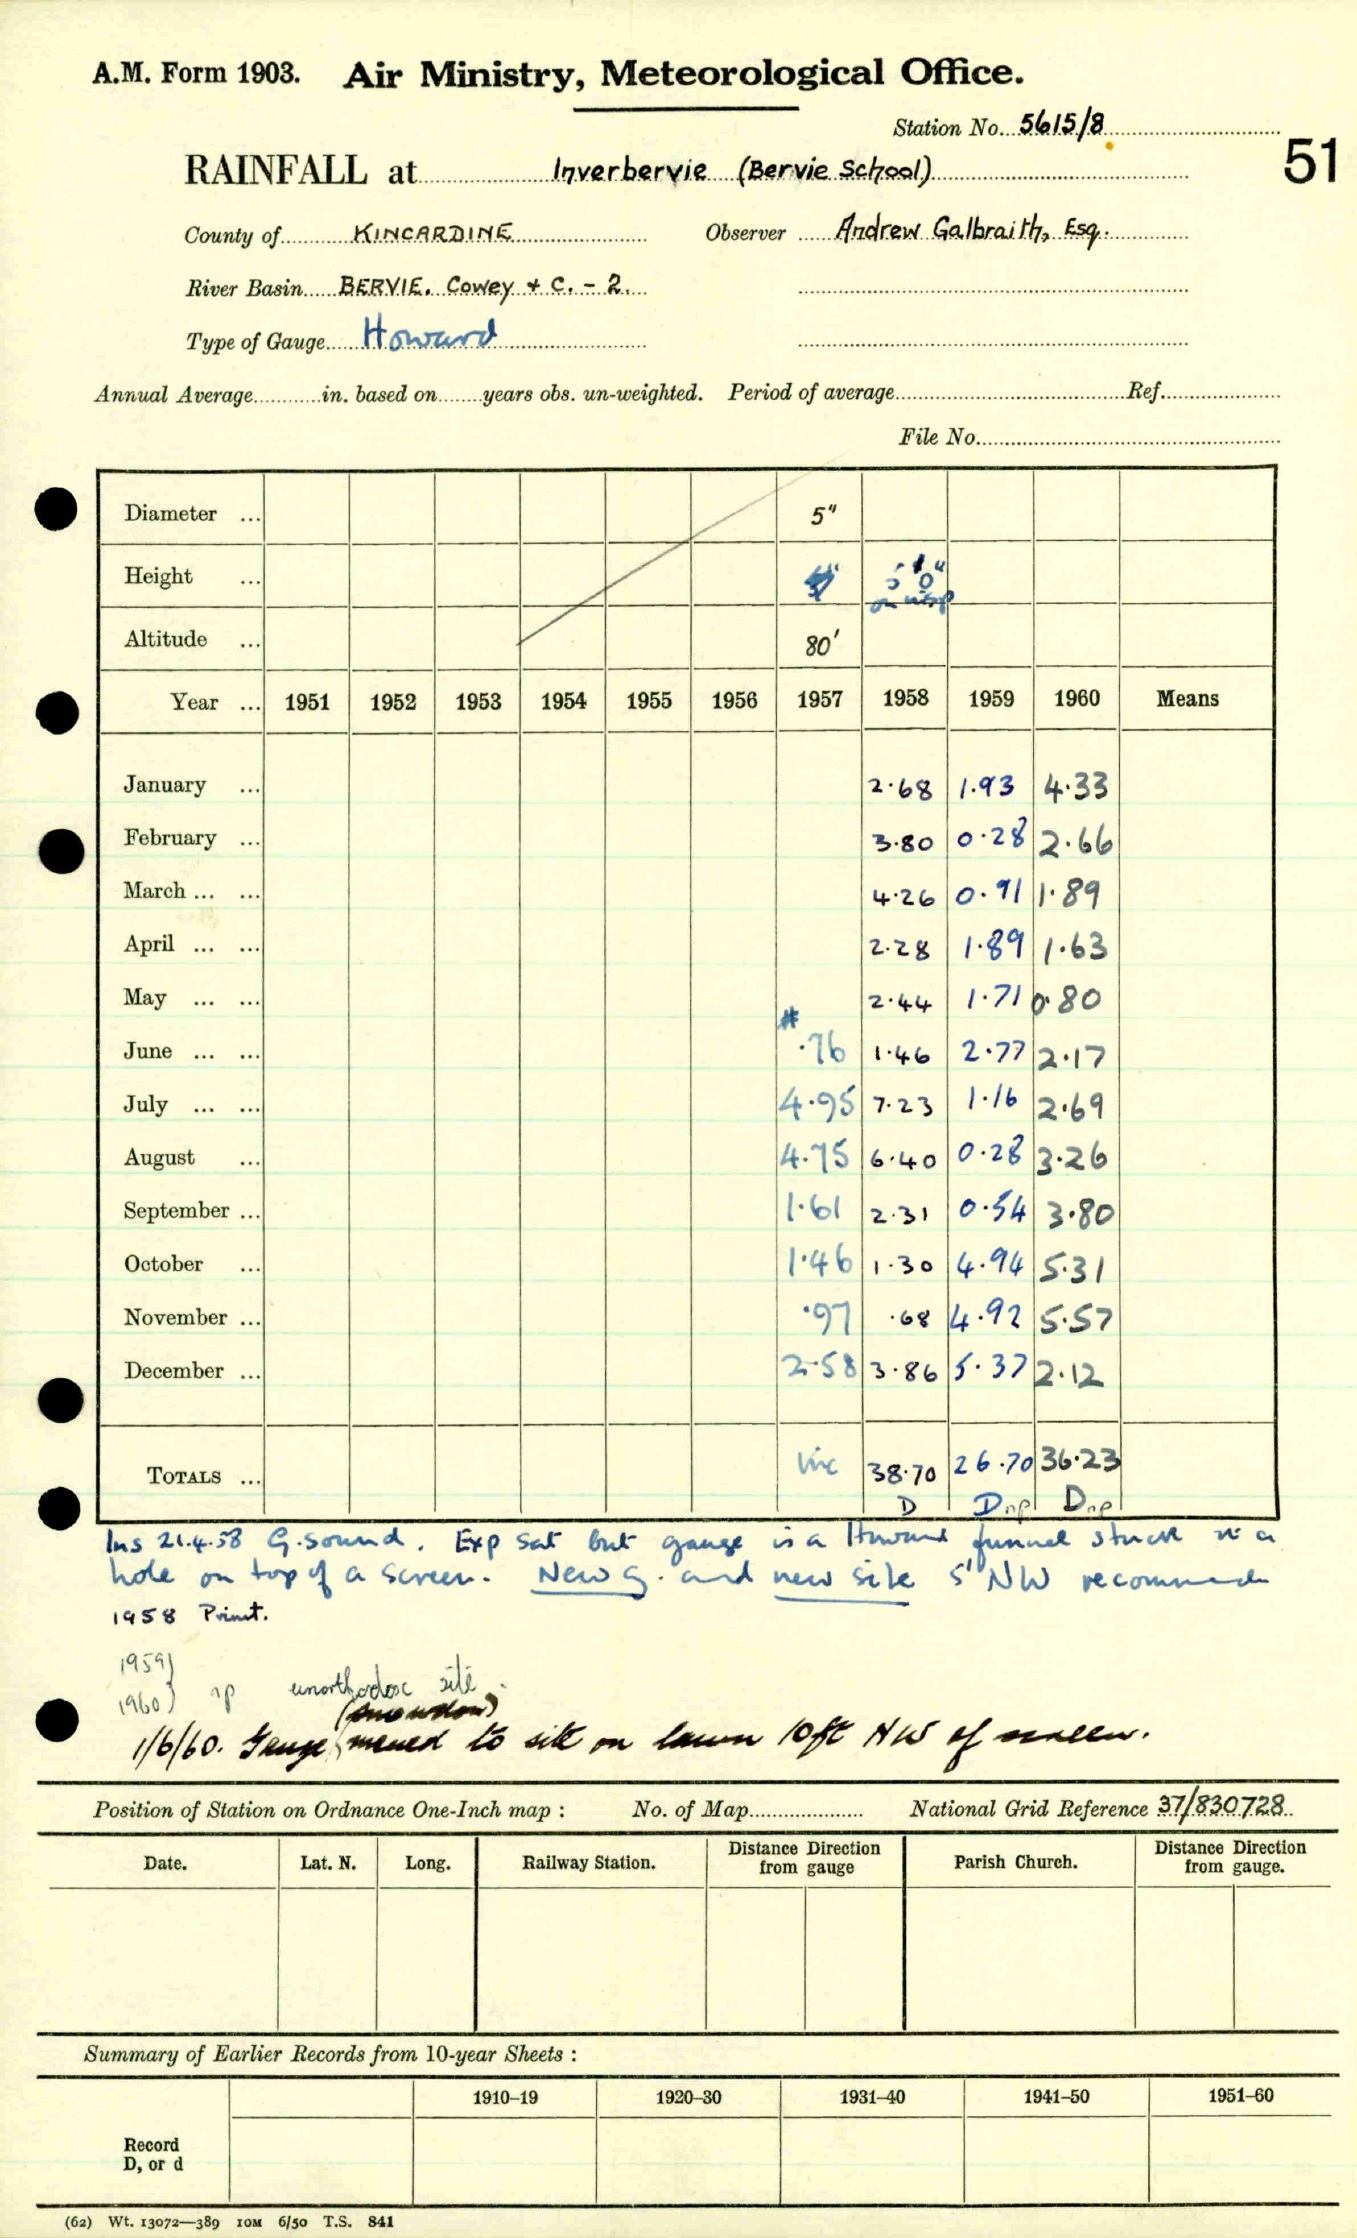 A.M. Form 1903. Air Ministry, Meteorological Office.
Station No. 5615/8
51
RAINFALL at Inverbervie (Bervie School)
County of KINCARDINE Observer Andrew Galbraith, Esq.
River Basin BERVIE. Cowey + C. - 2.
Type of Gauge Howard
Annual Average in. based on years obs. un-weighted. Period of average Ref.
File No.
Diameter ... 5"
Height ... on
Altitude ... 80'
Year ... 1951 1952 1953 1954 1955 1956 1957 1958 1959 1960 Means
January ... 2.68 1.93 4.33
February ... 3.80 0.28 2.66
March ... ... 4.26 0.91 1.89
April ... ... 2.28 1.89 1.63
May ... ... 2.44 1.71 0.80
#
June ... ... .76 1.46 2.77 2.17
July ... ... 4.95 7.23 1.16 2.69
August ... 4.75 6.40 0.28 3.26
September ... 1.61 2.31 0.54 3.80
October ... 1.46 1.30 4.94 5.31
November ... .97 .68 4.92 5.57
December ... 2.58 3.86 5.37 2.12
TOTALS ... inc 38.70 26.70 36.23
D Dnp Dnp
Ins 21.4.58 G. sound. Exp sat but gauge is a Howard funnel stuck in a
hole on top of a screen. New G. and new site 5' NW recommend
1958 Print.
1959}
1960} np unorthodox site.
(Snowdon)
1/6/60. Gauge moved to site on lawn 10ft NW of screen.
Position of Station on Ordnance One-Inch map : No. of Map National Grid Reference 37/830728
Date. Lat. N. Long. Railway Station. Distance from gauge Direction Parish Church. Distance from gauge. Direction
Summary of Earlier Records from 10-year Sheets :
1910–19 1920–30 1931–40 1941–50 1951–60
Record
D, or d
(62) Wt. 13072—389 10M 6/50 T.S. 841